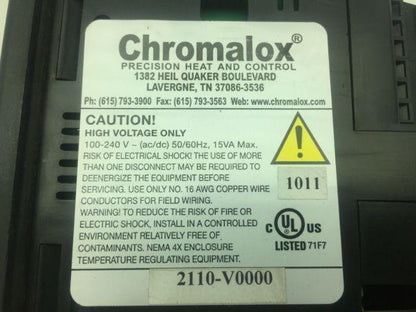 Chromalox®
PRECISION HEAT AND CONTROL
1382 HEIL QUAKER BOULEVARD
LAVERGNE, TN 37086-3536
Ph: (615) 793-3900 Fax: (615) 793-3563 Web: www.chromalox.com
CAUTION!
HIGH VOLTAGE ONLY
100-240 V ~ (ac/dc) 50/60Hz, 15VA Max.
RISK OF ELECTRICAL SHOCK! THE USE OF MORE
THAN ONE DISCONNECT MAY BE REQUIRED TO
DEENERGIZE THE EQUIPMENT BEFORE
SERVICING. USE ONLY NO. 16 AWG COPPER WIRE
CONDUCTORS FOR FIELD WIRING.
WARNING! TO REDUCE THE RISK OF FIRE OR
ELECTRIC SHOCK, INSTALL IN A CONTROLLED
ENVIRONMENT RELATIVELY FREE OF
CONTAMINANTS. NEMA 4X ENCLOSURE
TEMPERATURE REGULATING EQUIPMENT.
!
1011
C UL® US
LISTED 71F7
2110-V0000